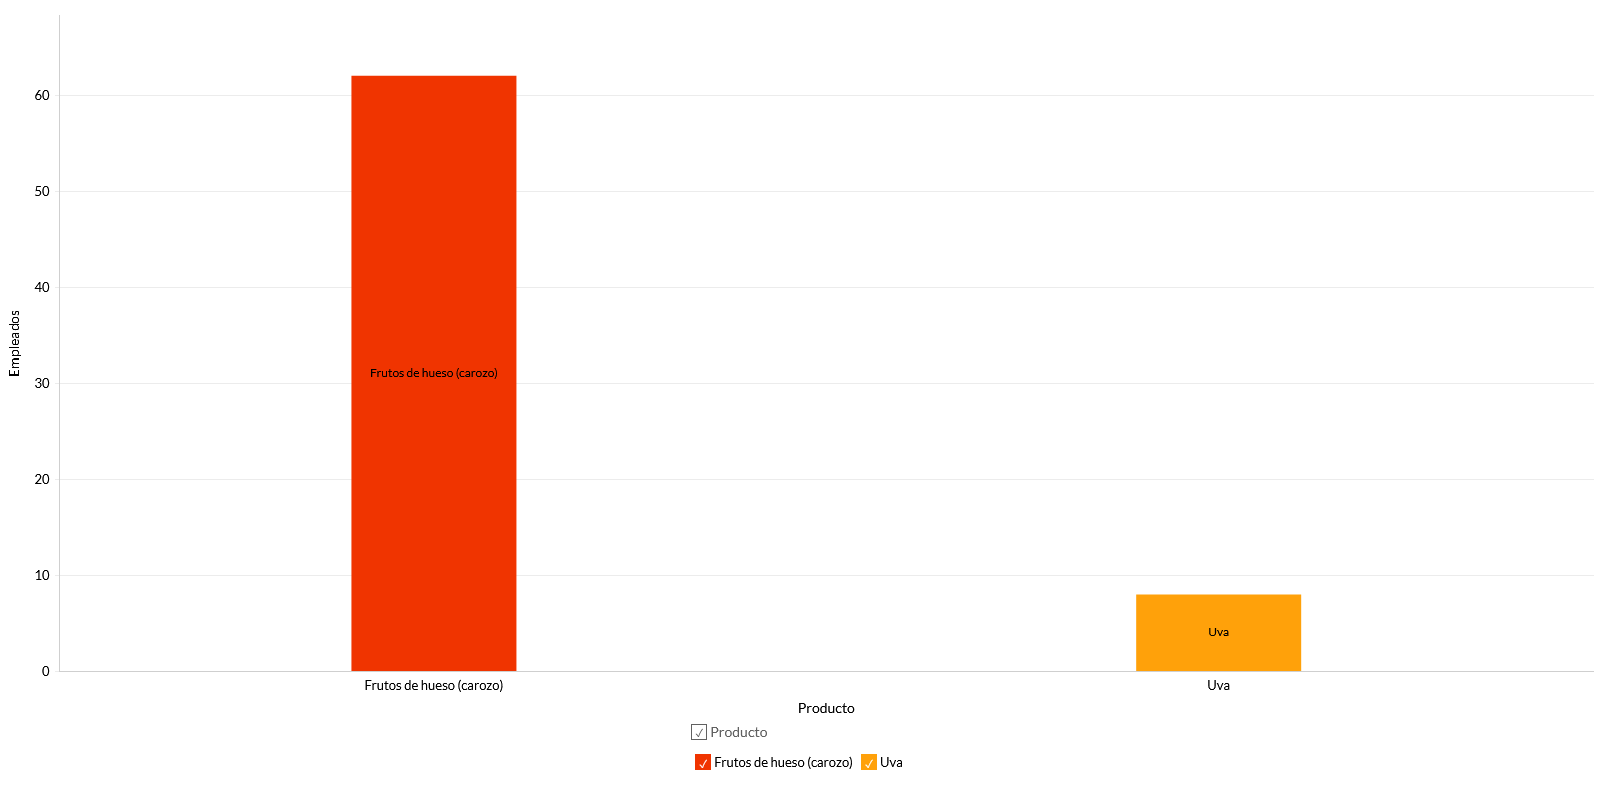 60
50
40
30
20
10
0
Empleados
Frutos de hueso (carozo)
Uva
Frutos de hueso (carozo)
Uva
Producto
Producto
Frutos de hueso (carozo)
Uva